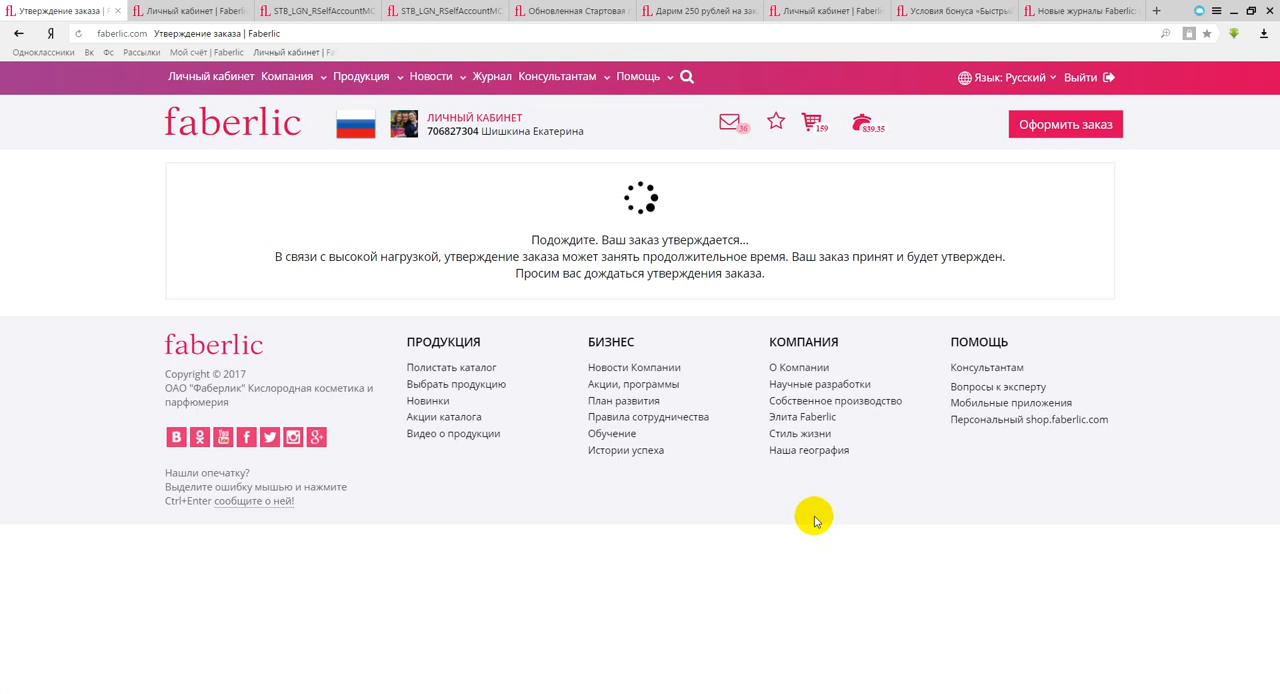 Утверждение заказа | F
Личный кабинет | Faberli
STB_LGN_RSelfAccountMC
STB_LGN_RSelfAccountMC
Обновленная Стартовая
Дарим 250 рублей на зак
Личный кабинет | Faberli
Условия бонуса «Быстры
Новые журналы Faberlic
faberlic.com Утверждение заказа | Faberlic
Одноклассники Вк Фс Рассылки Мой счёт | Faberlic Личный кабинет | Fa
Личный кабинет Компания Продукция Новости Журнал Консультантам Помощь Язык: Русский Выйти
faberlic
ЛИЧНЫЙ КАБИНЕТ
706827304 Шишкина Екатерина
36
159
839.35
Оформить заказ
Подождите. Ваш заказ утверждается...
В связи с высокой нагрузкой, утверждение заказа может занять продолжительное время. Ваш заказ принят и будет утвержден.
Просим вас дождаться утверждения заказа.
faberlic
Copyright © 2017
ОАО "Фаберлик" Кислородная косметика и
парфюмерия
Нашли опечатку?
Выделите ошибку мышью и нажмите
Ctrl+Enter сообщите о ней!
ПРОДУКЦИЯ
Полистать каталог
Выбрать продукцию
Новинки
Акции каталога
Видео о продукции
БИЗНЕС
Новости Компании
Акции, программы
План развития
Правила сотрудничества
Обучение
Истории успеха
КОМПАНИЯ
О Компании
Научные разработки
Собственное производство
Элита Faberlic
Стиль жизни
Наша география
ПОМОЩЬ
Консультантам
Вопросы к эксперту
Мобильные приложения
Персональный shop.faberlic.com